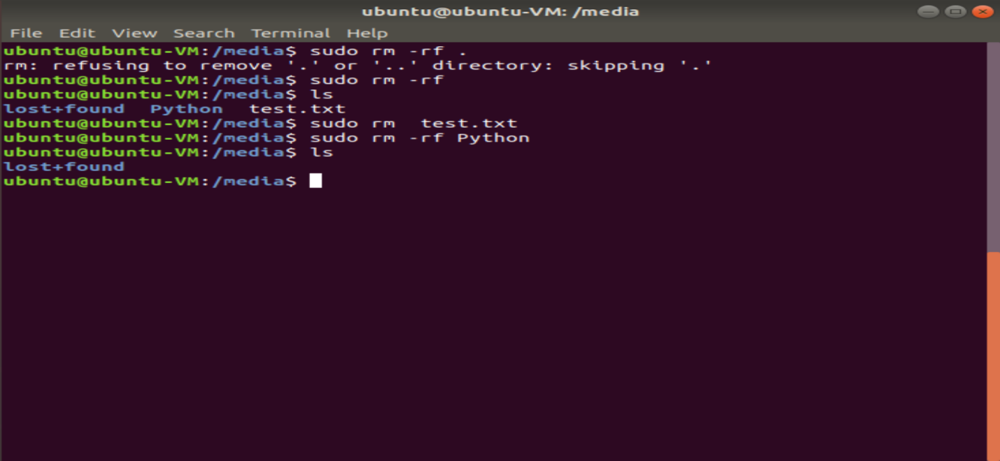 ubuntu@ubuntu-VM: /media
File Edit View Search Terminal Help
ubuntu@ubuntu-VM:/media$ sudo rm -rf .
rm: refusing to remove '.' or '..' directory: skipping '.'
ubuntu@ubuntu-VM:/media$ sudo rm -rf
ubuntu@ubuntu-VM:/media$ ls
lost+found  Python  test.txt
ubuntu@ubuntu-VM:/media$ sudo rm  test.txt
ubuntu@ubuntu-VM:/media$ sudo rm -rf Python
ubuntu@ubuntu-VM:/media$ ls
lost+found
ubuntu@ubuntu-VM:/media$